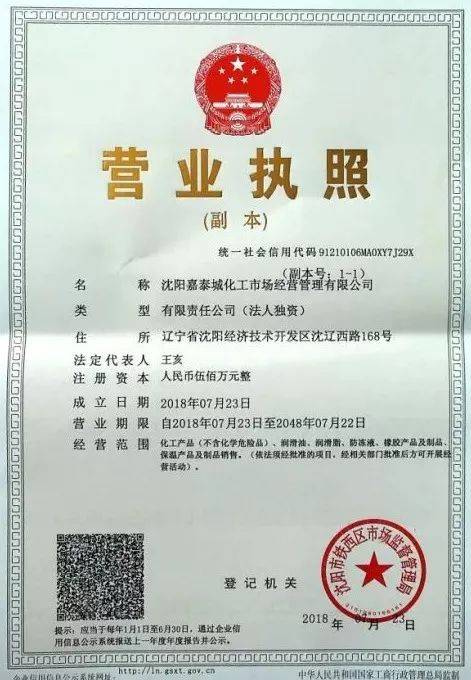 营业执照
(副本)
统一社会信用代码91210106MA0XY7J29X
(副本号:1-1)
名称 沈阳嘉泰城化工市场经营管理有限公司
类型 有限责任公司(法人独资)
住所 辽宁省沈阳经济技术开发区沈辽西路168号
法定代表人 王亥
注册资本 人民币伍佰万元整
成立日期 2018年07月23日
营业期限 自2018年07月23日至2048年07月22日
经营范围 化工产品(不含化学危险品)、润滑油、润滑脂、防冻液、橡胶产品及制品、
保温产品及制品销售。(依法须经批准的项目,经相关部门批准后方可开展经
营活动)。
沈阳市铁西区市场监督管理局
登记机关
2018 年 07 月 23 日
提示:应当于每年1月1日至6月30日,通过企业信
用信息公示系统报送上一年度年度报告并公示。
企业信用信息公示系统网址:
http://ln.gsxt.gov.cn
中华人民共和国国家工商行政管理总局监制